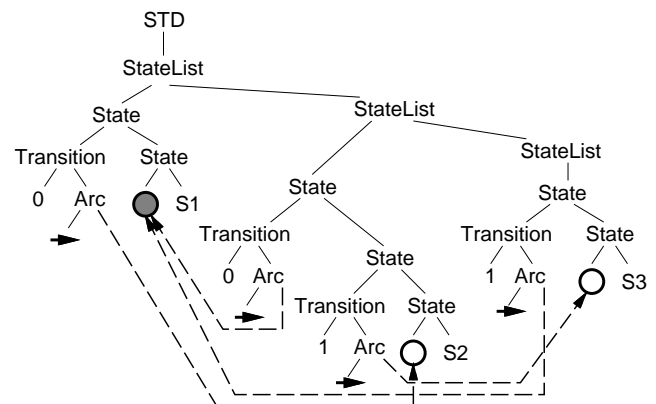 STD
StateList
State StateList
Transition State StateList
0 Arc S1 State State
Transition Transition State
0 Arc State 1 Arc S3
Transition State
1 Arc S2